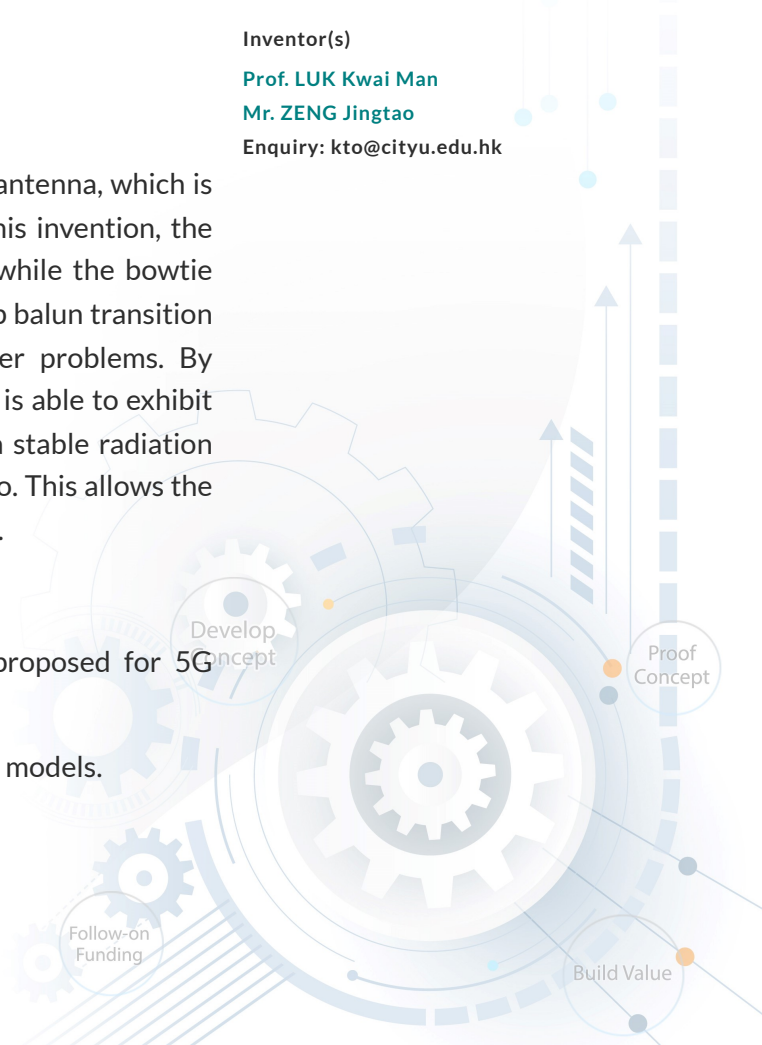 Inventor(s)
Prof. LUK Kwai Man
Mr. ZENG Jingtao
Enquiry: kto@cityu.edu.hk
antenna, which is
invention, the
while the bowtie
balun transition
problems. By
is able to exhibit
stable radiation
This allows the
Develop
Concept
proposed for 5G
Proof
Concept
models.
Follow-on
Funding
Build Value